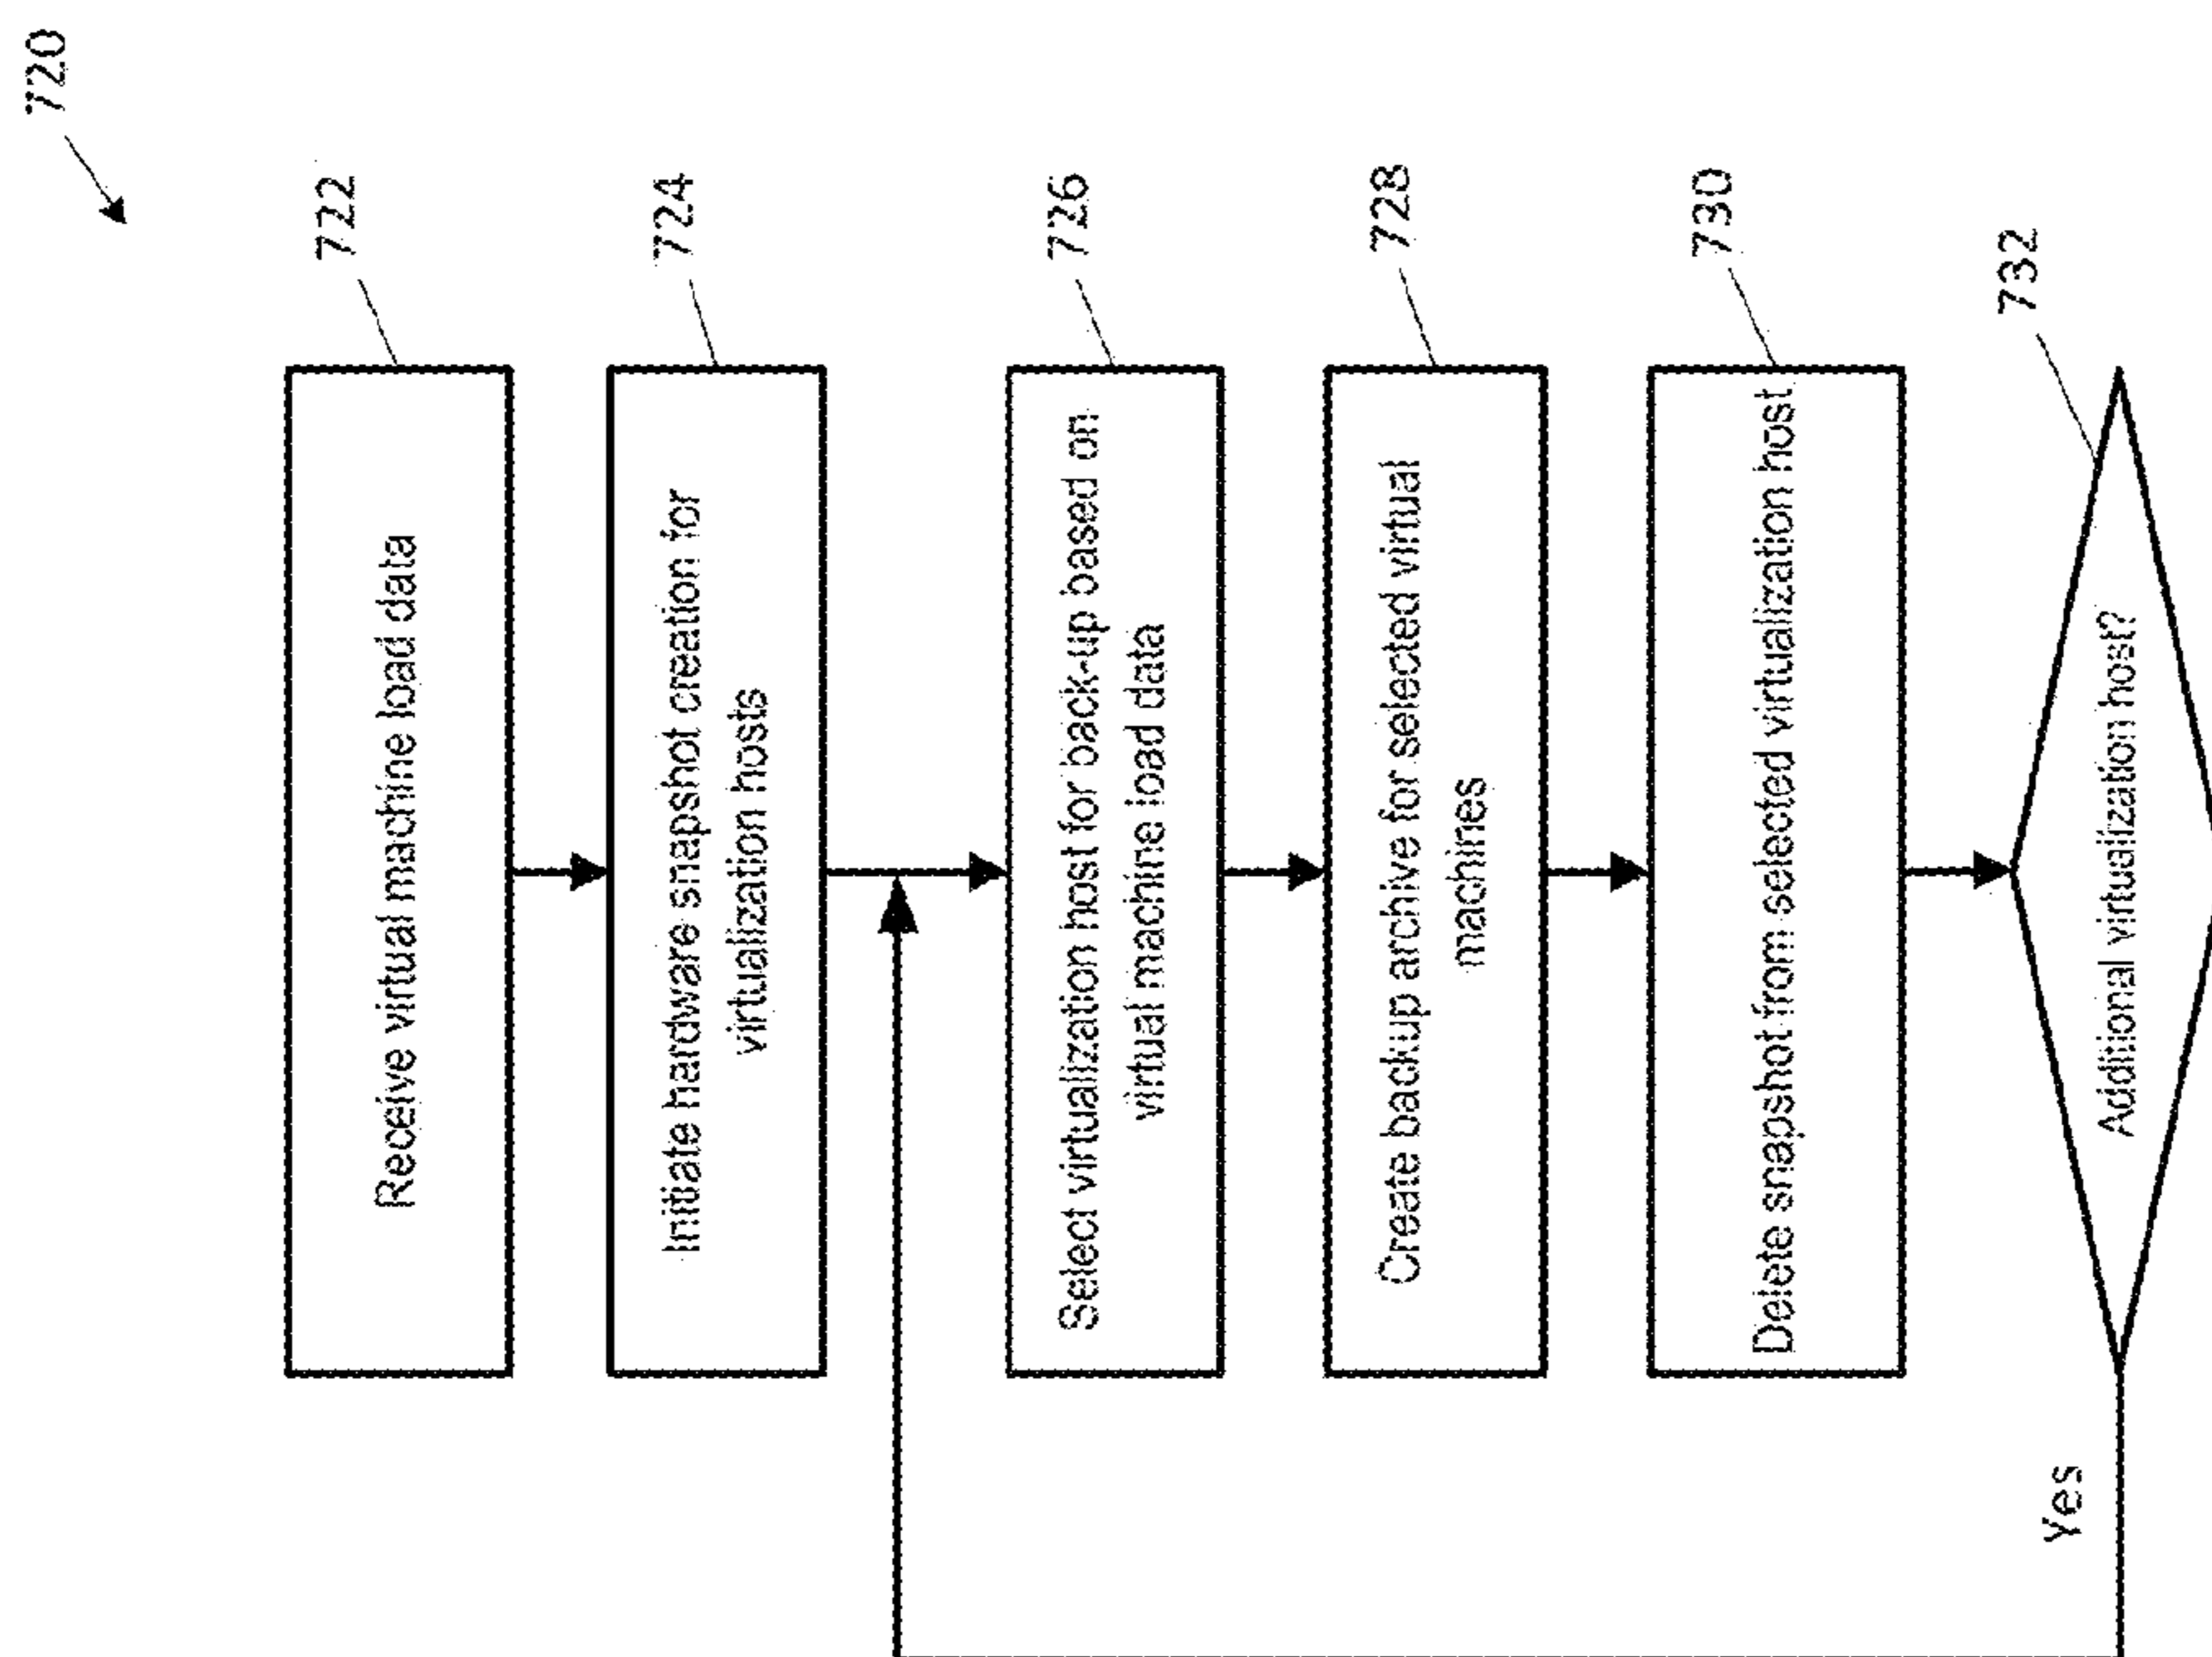 720
722
Receive virtual machine load data
724
Initiate hardware snapshot creation for
virtualization hosts
726
Select virtualization host for back-up based on
virtual machine load data
728
Create backup archive for selected virtual
machines
730
Delete snapshot from selected virtualization host
732
Additional virtualization host?
Yes